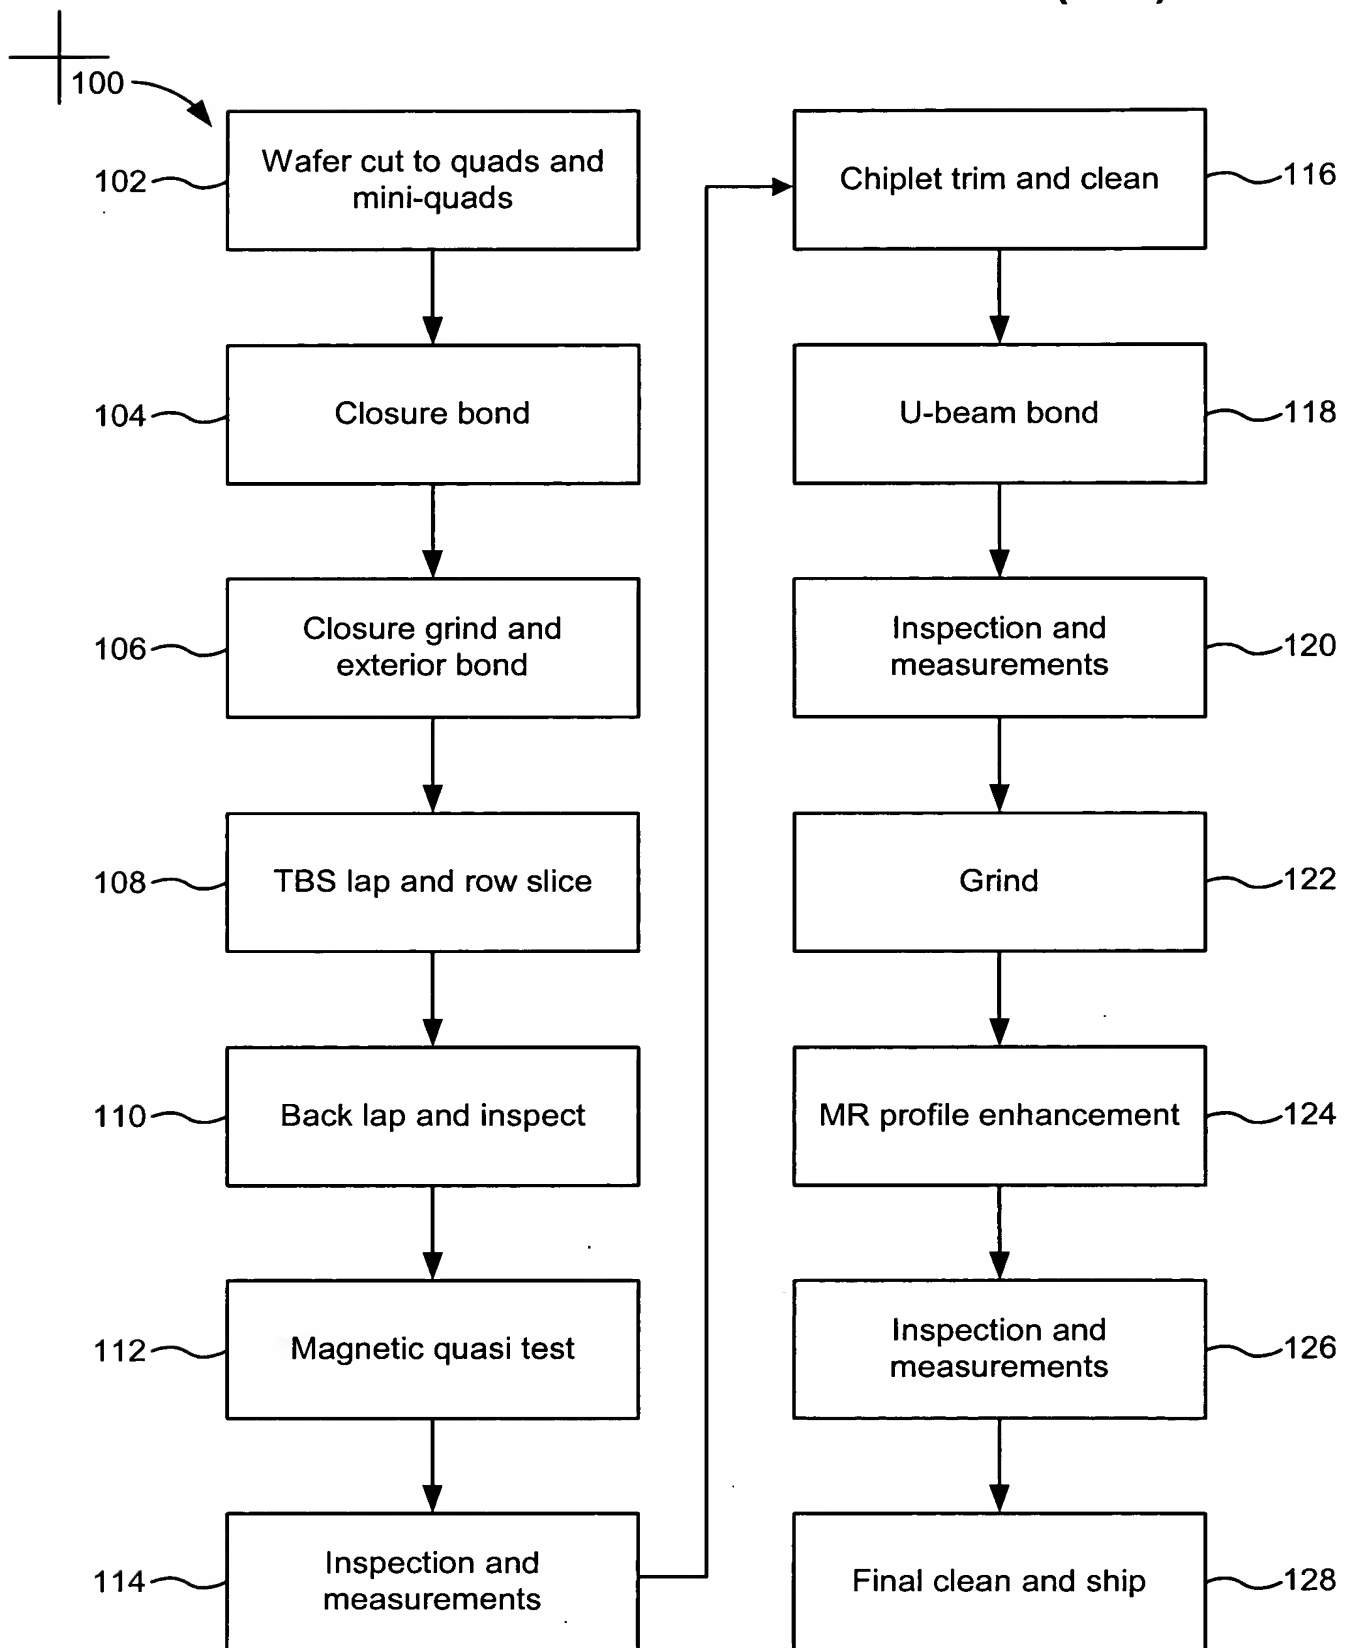 100
102
Wafer cut to quads and
mini-quads
104
Closure bond
106
Closure grind and
exterior bond
108
TBS lap and row slice
110
Back lap and inspect
112
Magnetic quasi test
114
Inspection and
measurements
Chiplet trim and clean
116
U-beam bond
118
Inspection and
measurements
120
Grind
122
MR profile enhancement
124
Inspection and
measurements
126
Final clean and ship
128